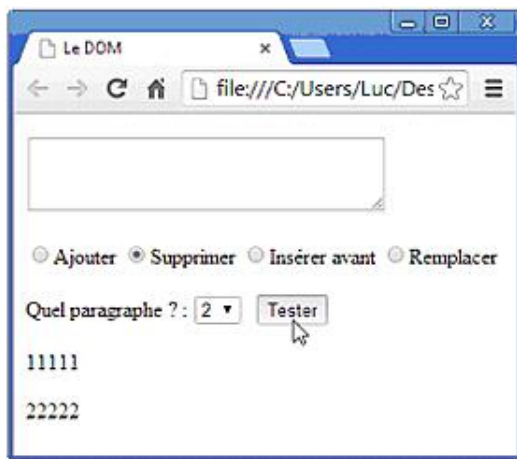 Le DOM
file:///C:/Users/Luc/Des
Ajouter Supprimer Insérer avant Remplacer
Quel paragraphe ? : 2 Tester
11111
22222